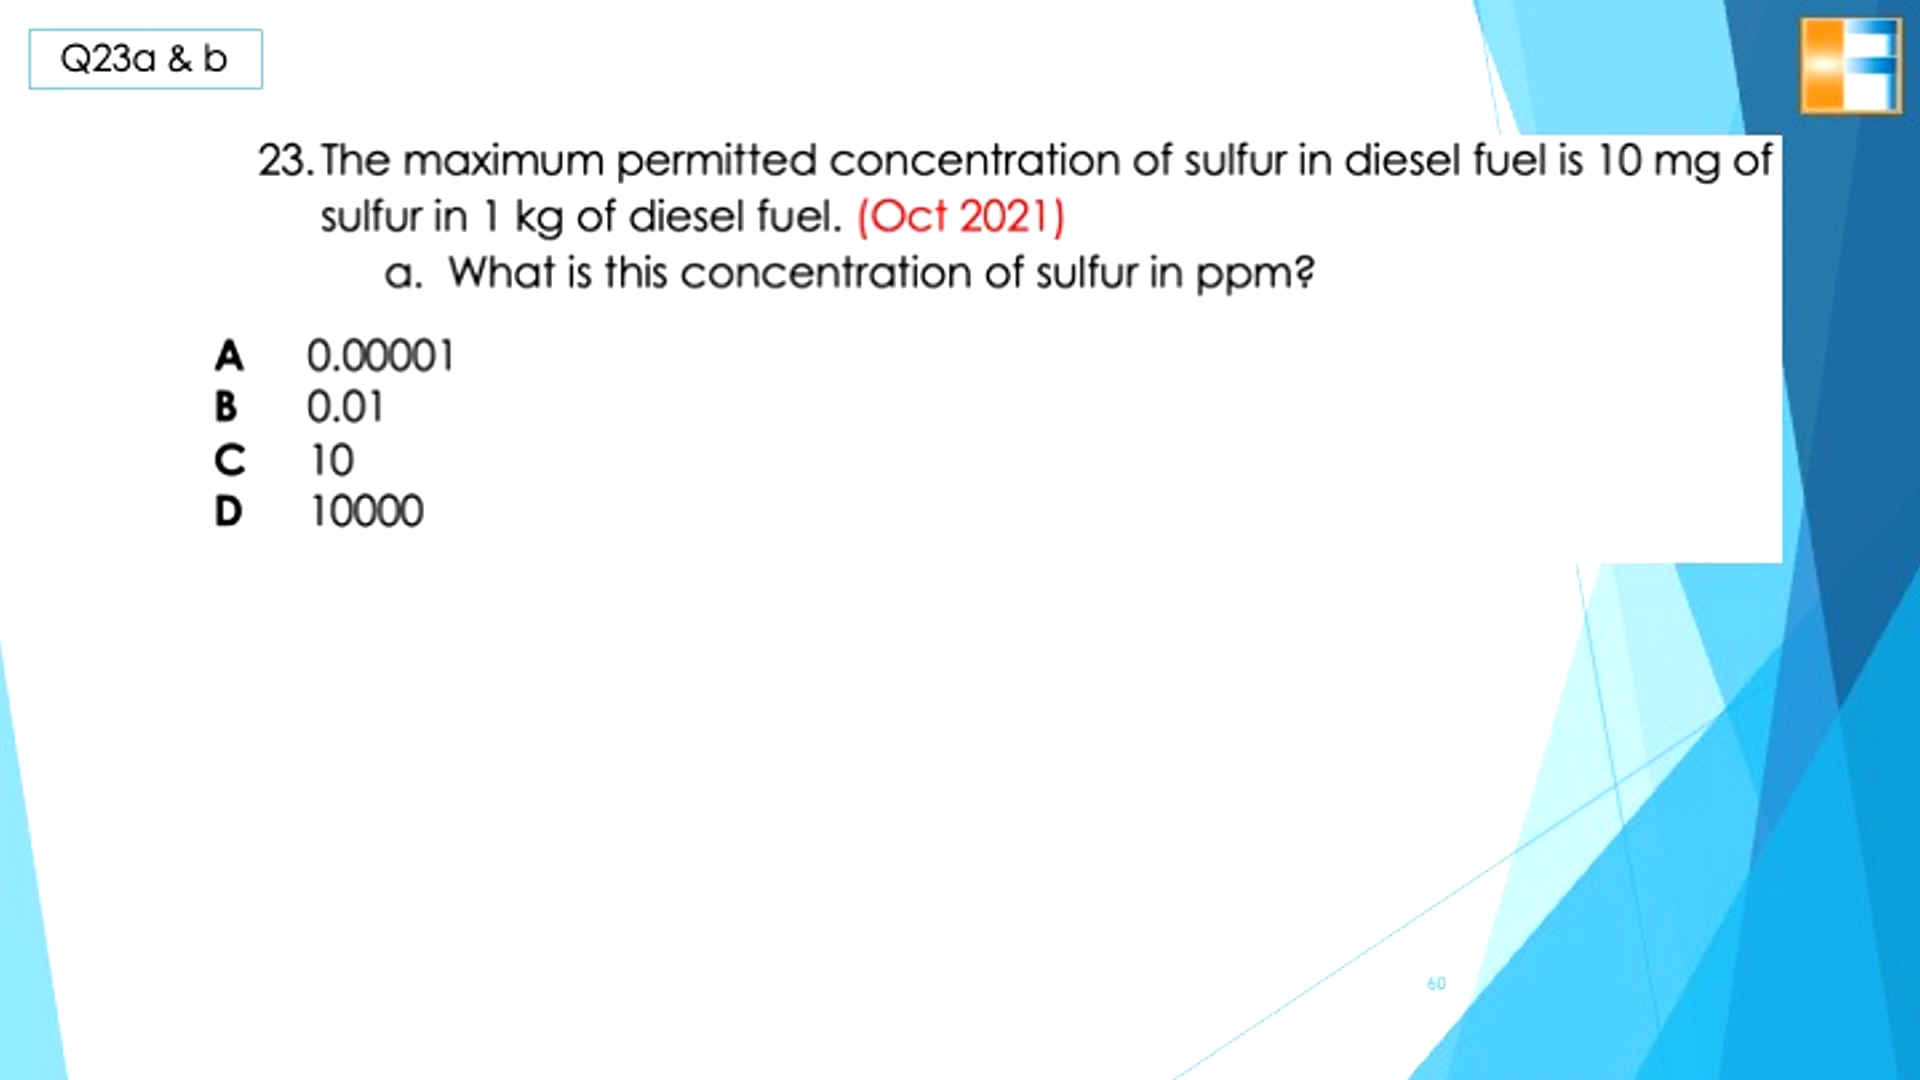 Q23a & b
23. The maximum permitted concentration of sulfur in diesel fuel is 10 mg of
sulfur in 1 kg of diesel fuel. (Oct 2021)
a. What is this concentration of sulfur in ppm?
A 0.00001
B 0.01
C 10
D 10000
60